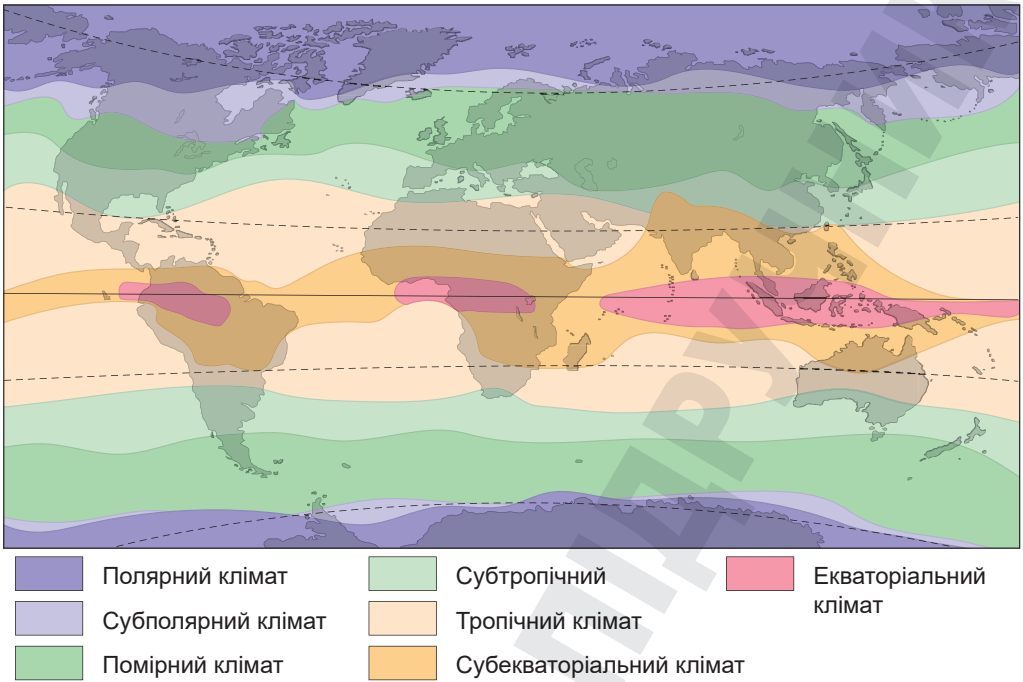 Полярний клімат
Субполярний клімат
Помірний клімат
Субтропічний
Тропічний клімат
Субекваторіальний клімат
Екваторіальний
клімат